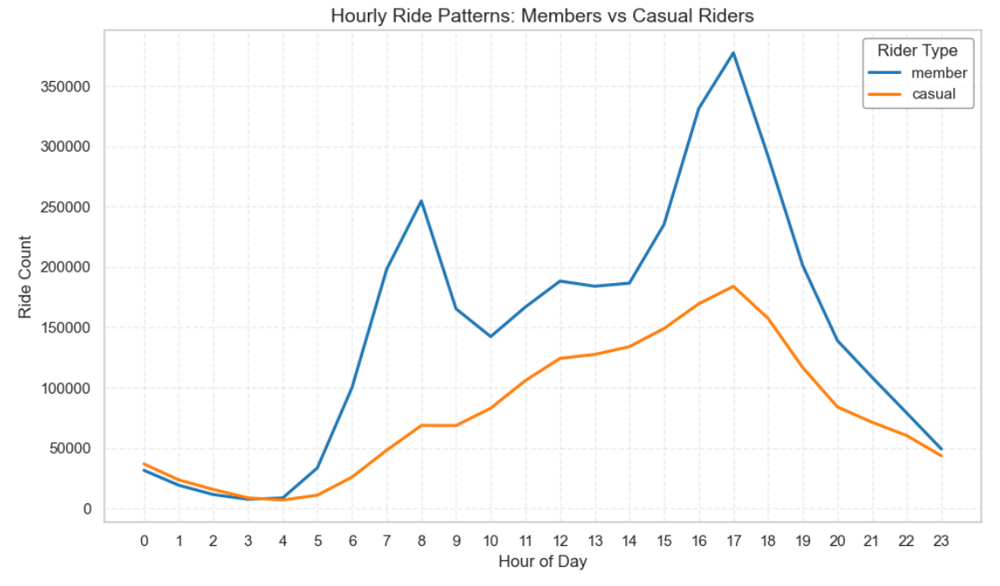 Hourly Ride Patterns: Members vs Casual Riders
Rider Type
member
casual
350000
300000
250000
200000
150000
100000
50000
0
Ride Count
0 1 2 3 4 5 6 7 8 9 10 11 12 13 14 15 16 17 18 19 20 21 22 23
Hour of Day